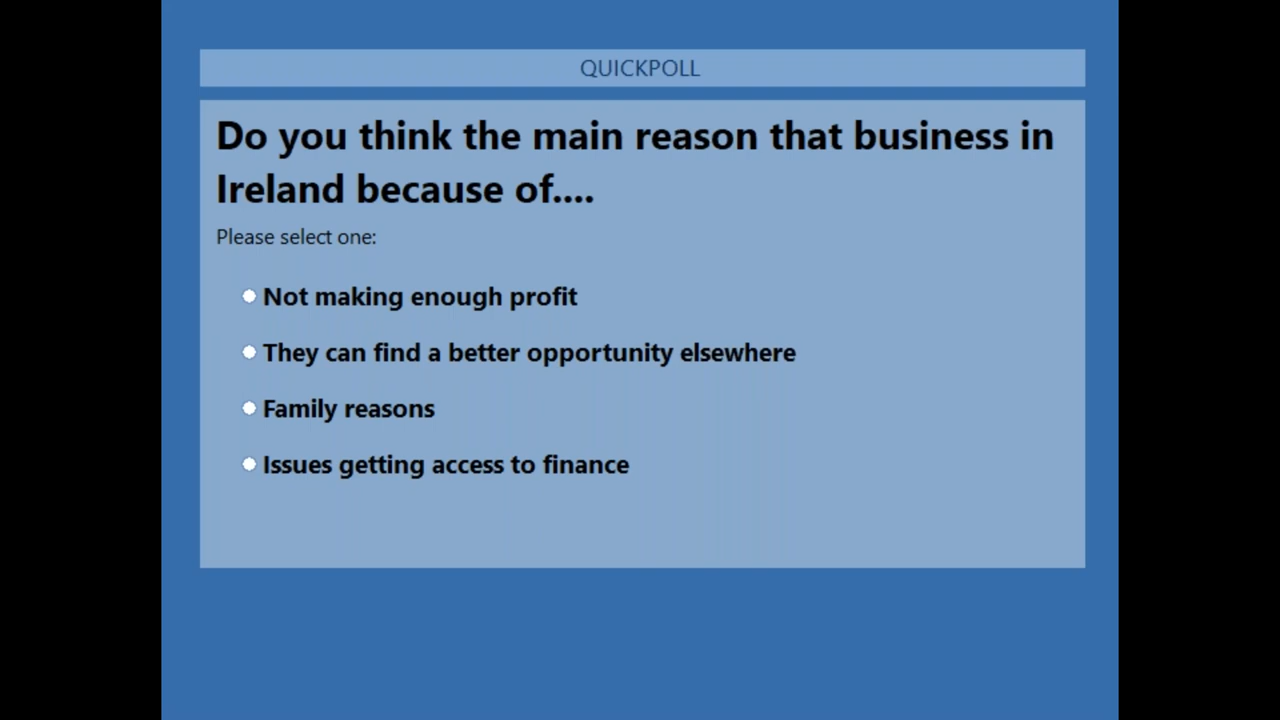 QUICKPOLL
Do you think the main reason that business in
Ireland because of....
Please select one:
Not making enough profit
They can find a better opportunity elsewhere
Family reasons
Issues getting access to finance